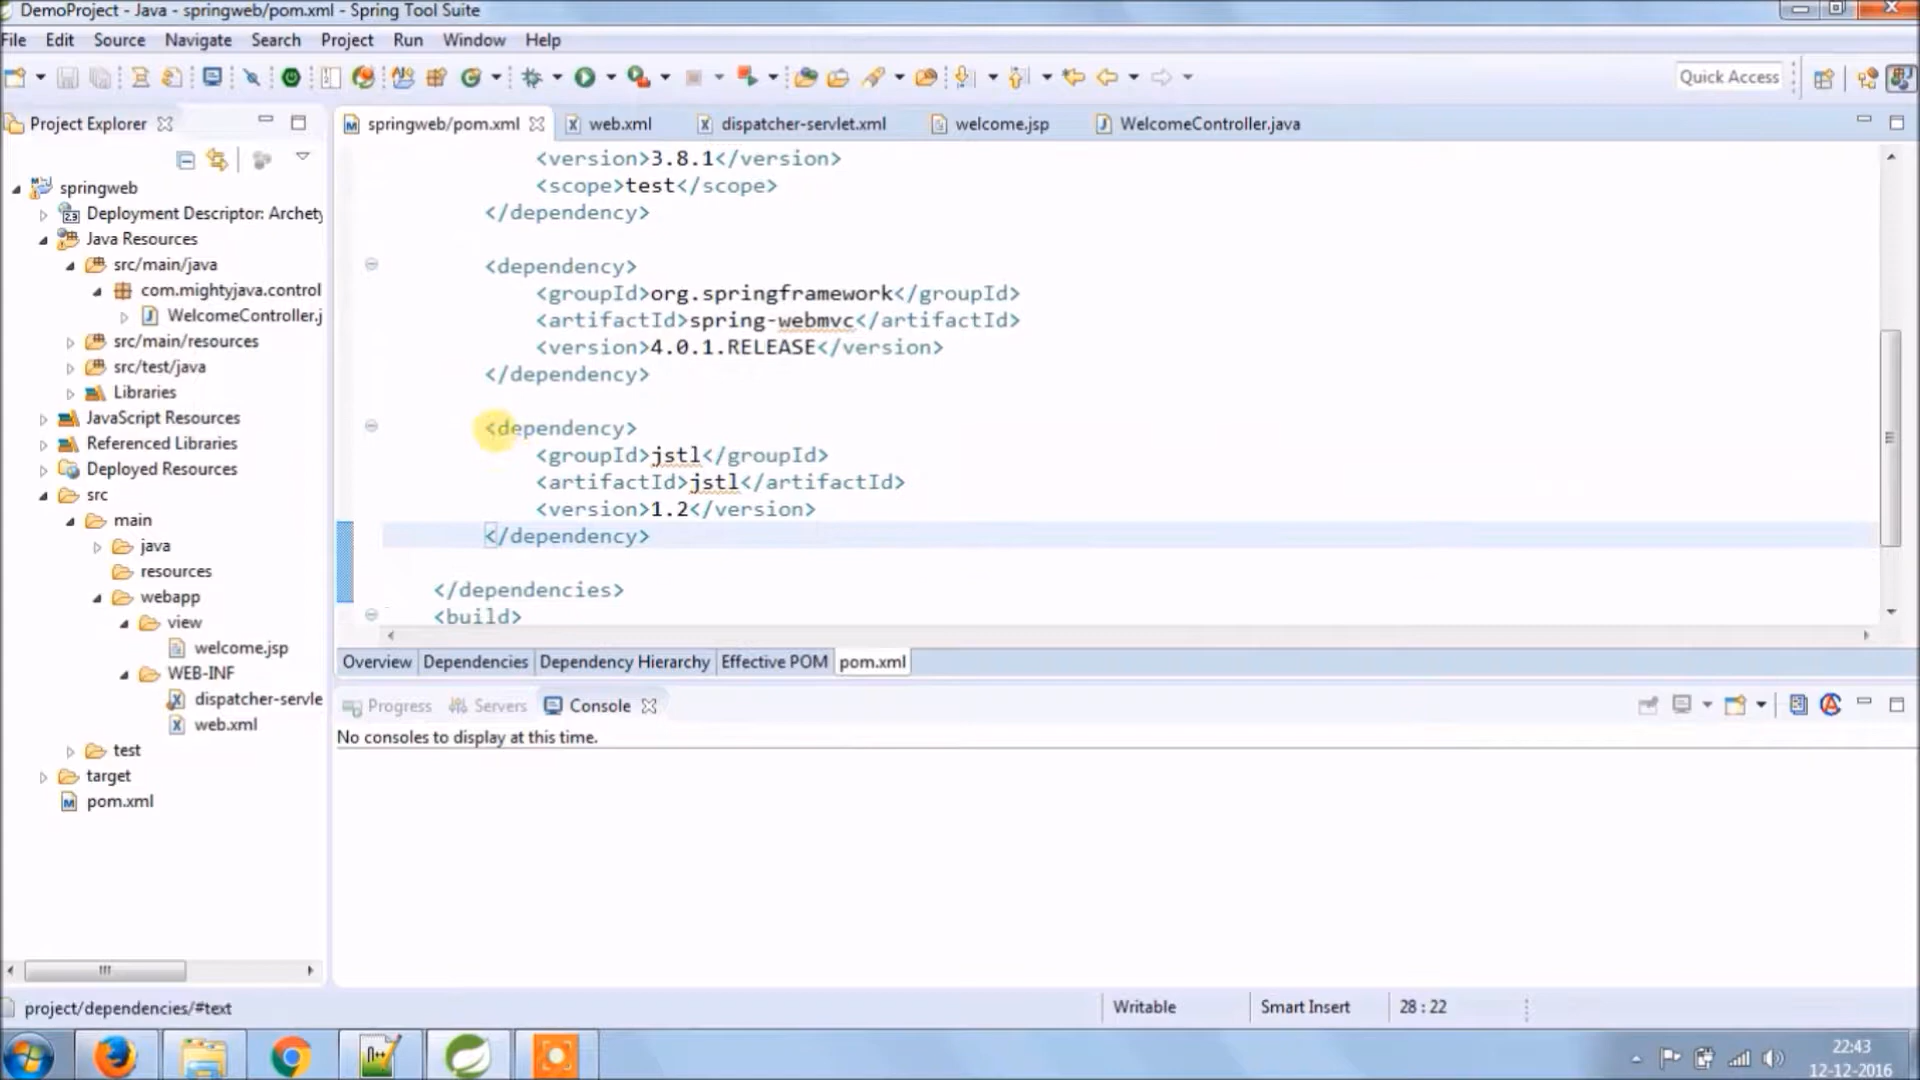 DemoProject - Java - springweb/pom.xml - Spring Tool Suite
File Edit Source Navigate Search Project Run Window Help
Quick Access
Project Explorer
springweb/pom.xml web.xml dispatcher-servlet.xml welcome.jsp WelcomeController.java
springweb
Deployment Descriptor: Archety
Java Resources
src/main/java
com.mightyjava.control
WelcomeController.j
src/main/resources
src/test/java
Libraries
JavaScript Resources
Referenced Libraries
Deployed Resources
src
main
java
resources
webapp
view
welcome.jsp
WEB-INF
dispatcher-servle
web.xml
test
target
pom.xml
<version>3.8.1</version>
<scope>test</scope>
</dependency>
<dependency>
<groupId>org.springframework</groupId>
<artifactId>spring-webmvc</artifactId>
<version>4.0.1.RELEASE</version>
</dependency>
<dependency>
<groupId>jstl</groupId>
<artifactId>jstl</artifactId>
<version>1.2</version>
</dependency>
</dependencies>
<build>
Overview Dependencies Dependency Hierarchy Effective POM pom.xml
Progress Servers Console
No consoles to display at this time.
project/dependencies/#text
Writable Smart Insert 28 : 22
22:43
12-12-2016